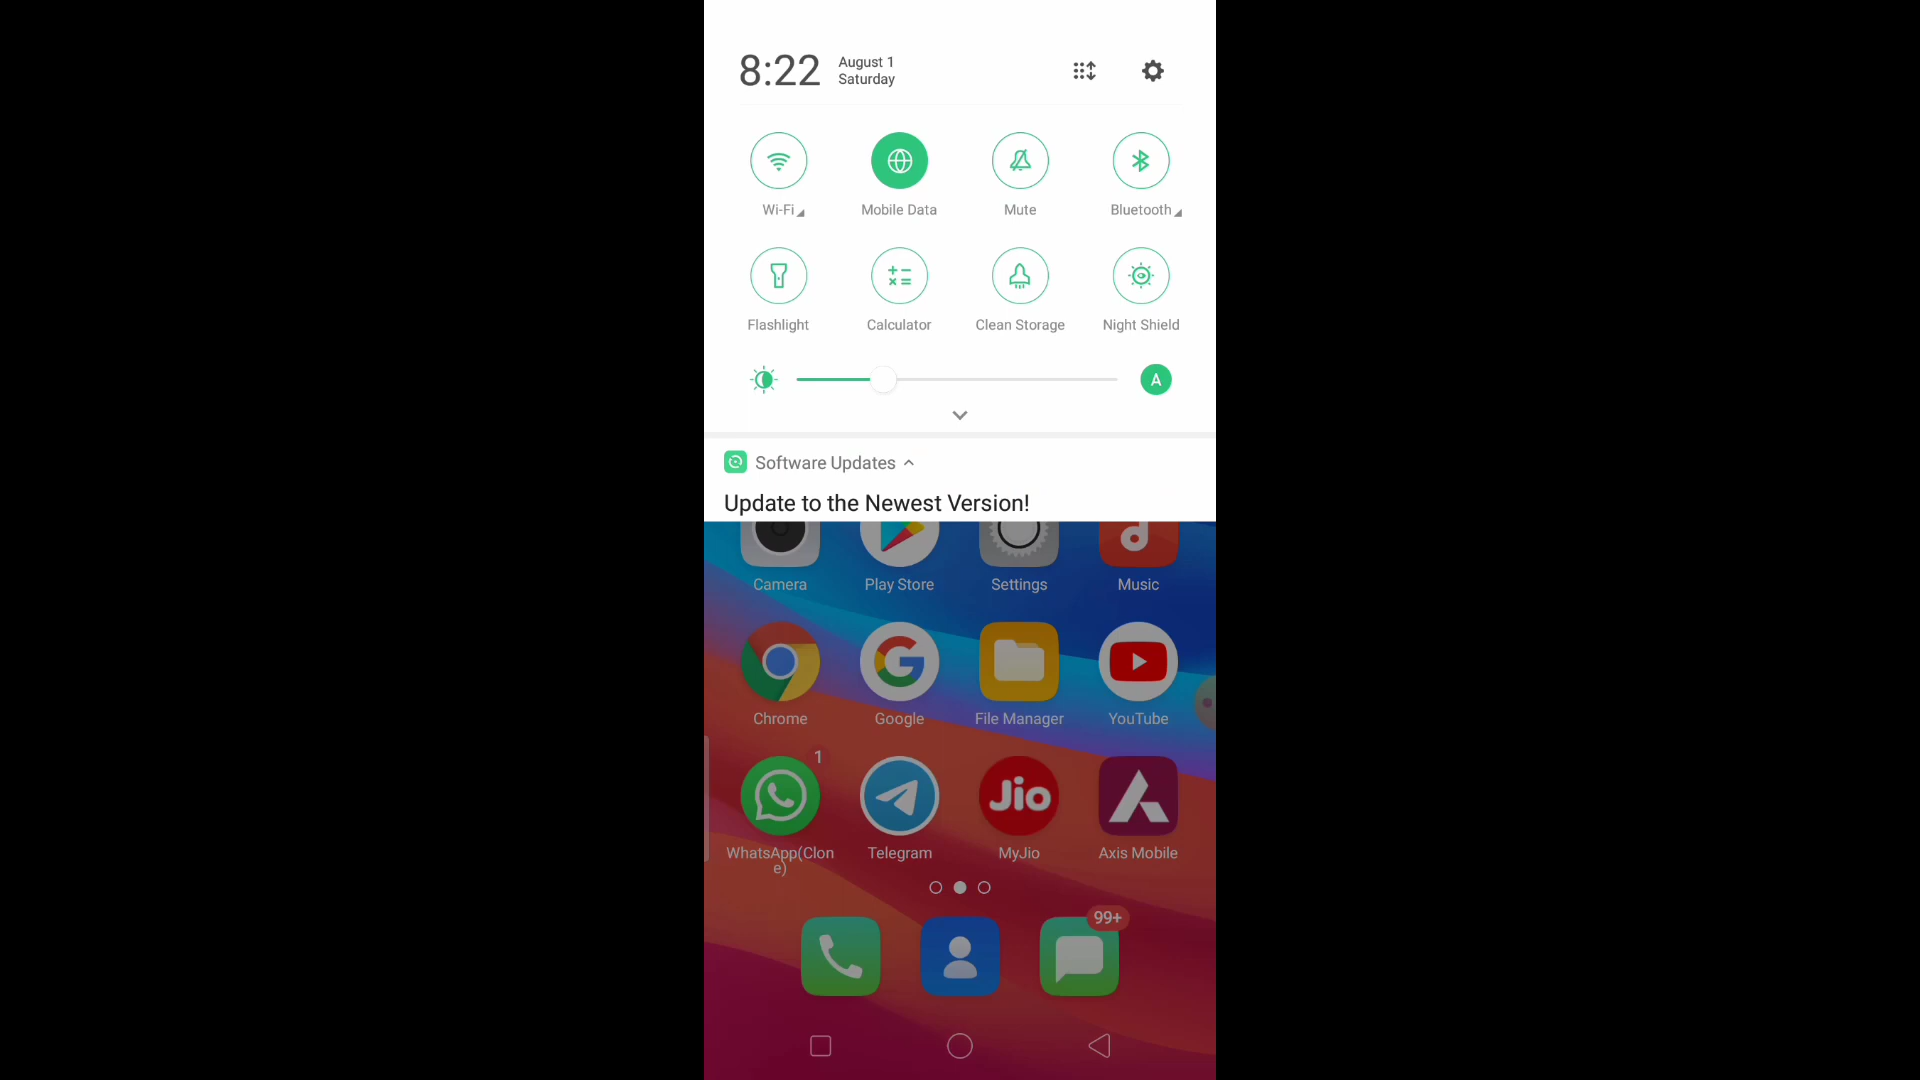 8:22
August 1
Saturday
Wi-Fi
Mobile Data
Mute
Bluetooth
Flashlight
Calculator
Clean Storage
Night Shield
A
Software Updates
Update to the Newest Version!
Camera
Play Store
Settings
Music
Chrome
Google
File Manager
YouTube
1
Jio
WhatsApp(Clon
e)
Telegram
MyJio
Axis Mobile
99+